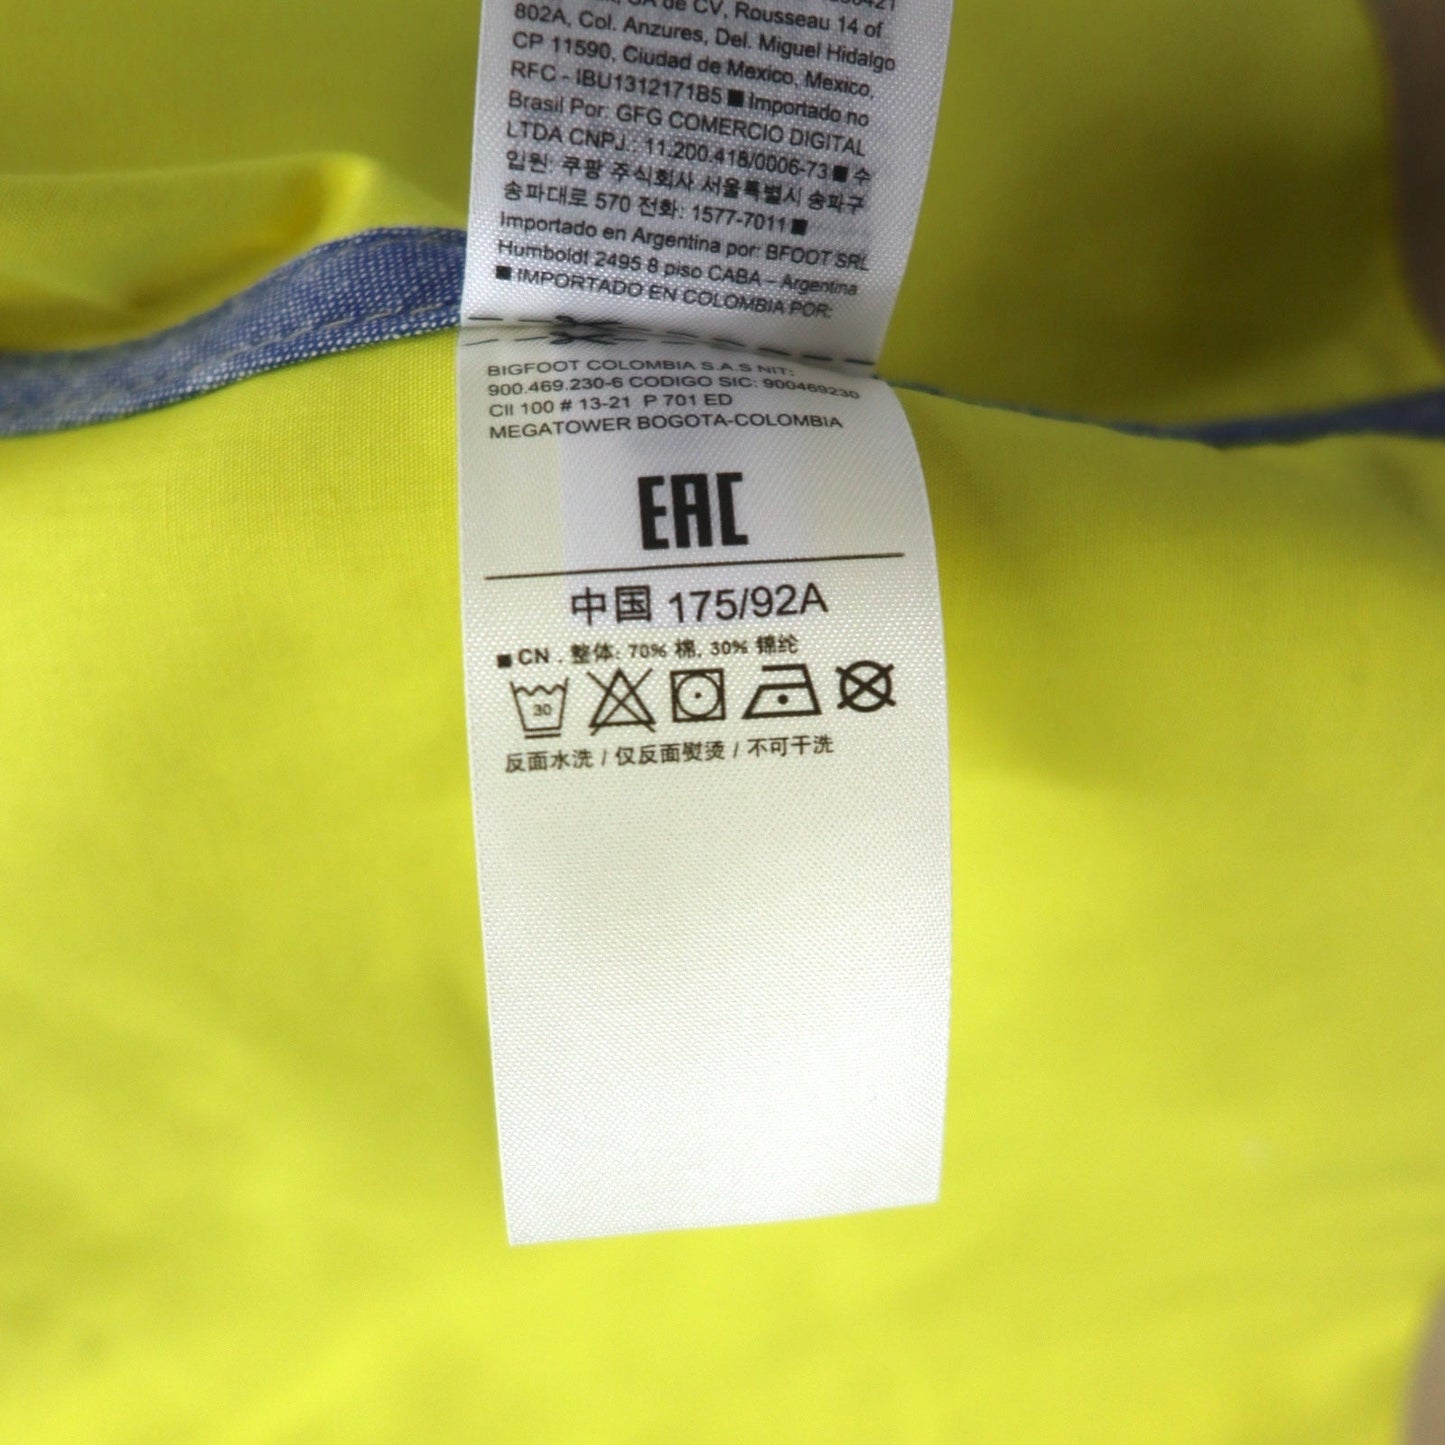 SA de CV, Rousseau 14 of
802A, Col. Anzures, Del. Miguel Hidalgo
CP 11590, Ciudad de Mexico, Mexico,
RFC - IBU1312171B5 ■ Importado no
Brasil Por: GFG COMERCIO DIGITAL
LTDA CNPJ.: 11.200.418/0006-73 ■ 수
입원: 쿠팡 주식회사 서울특별시 송파구
송파대로 570 전화: 1577-7011 ■
Importado en Argentina por: BFOOT SRL
Humboldt 2495 8 piso CABA – Argentina
■ IMPORTADO EN COLOMBIA POR:
BIGFOOT COLOMBIA S.A.S NIT:
900.469.230-6 CODIGO SIC: 900469230
Cll 100 # 13-21 P 701 ED
MEGATOWER BOGOTA-COLOMBIA
EAC
中国 175/92A
■ CN . 整体: 70% 棉, 30% 锦纶
30
反面水洗 / 仅反面熨烫 / 不可干洗